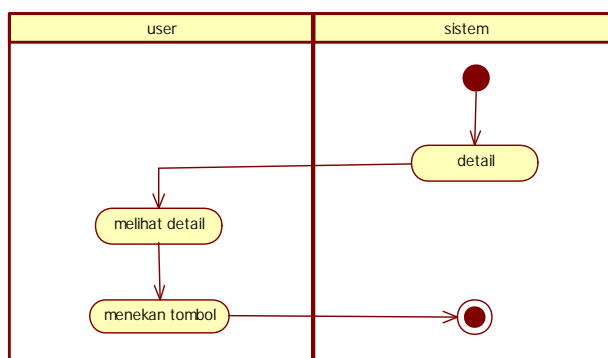 user
sistem
detail
melihat detail
menekan tombol